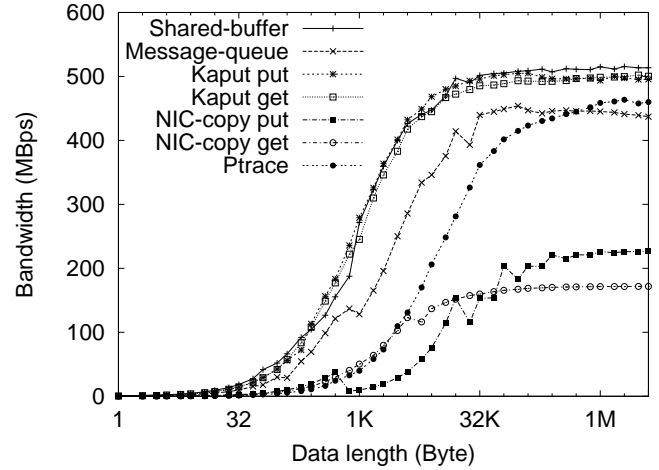 600
500
400
300
200
100
0
Bandwidth (MBps)
Shared-buffer
Message-queue
Kaput put
Kaput get
NIC-copy put
NIC-copy get
Ptrace
1 32 1K 32K 1M
Data length (Byte)